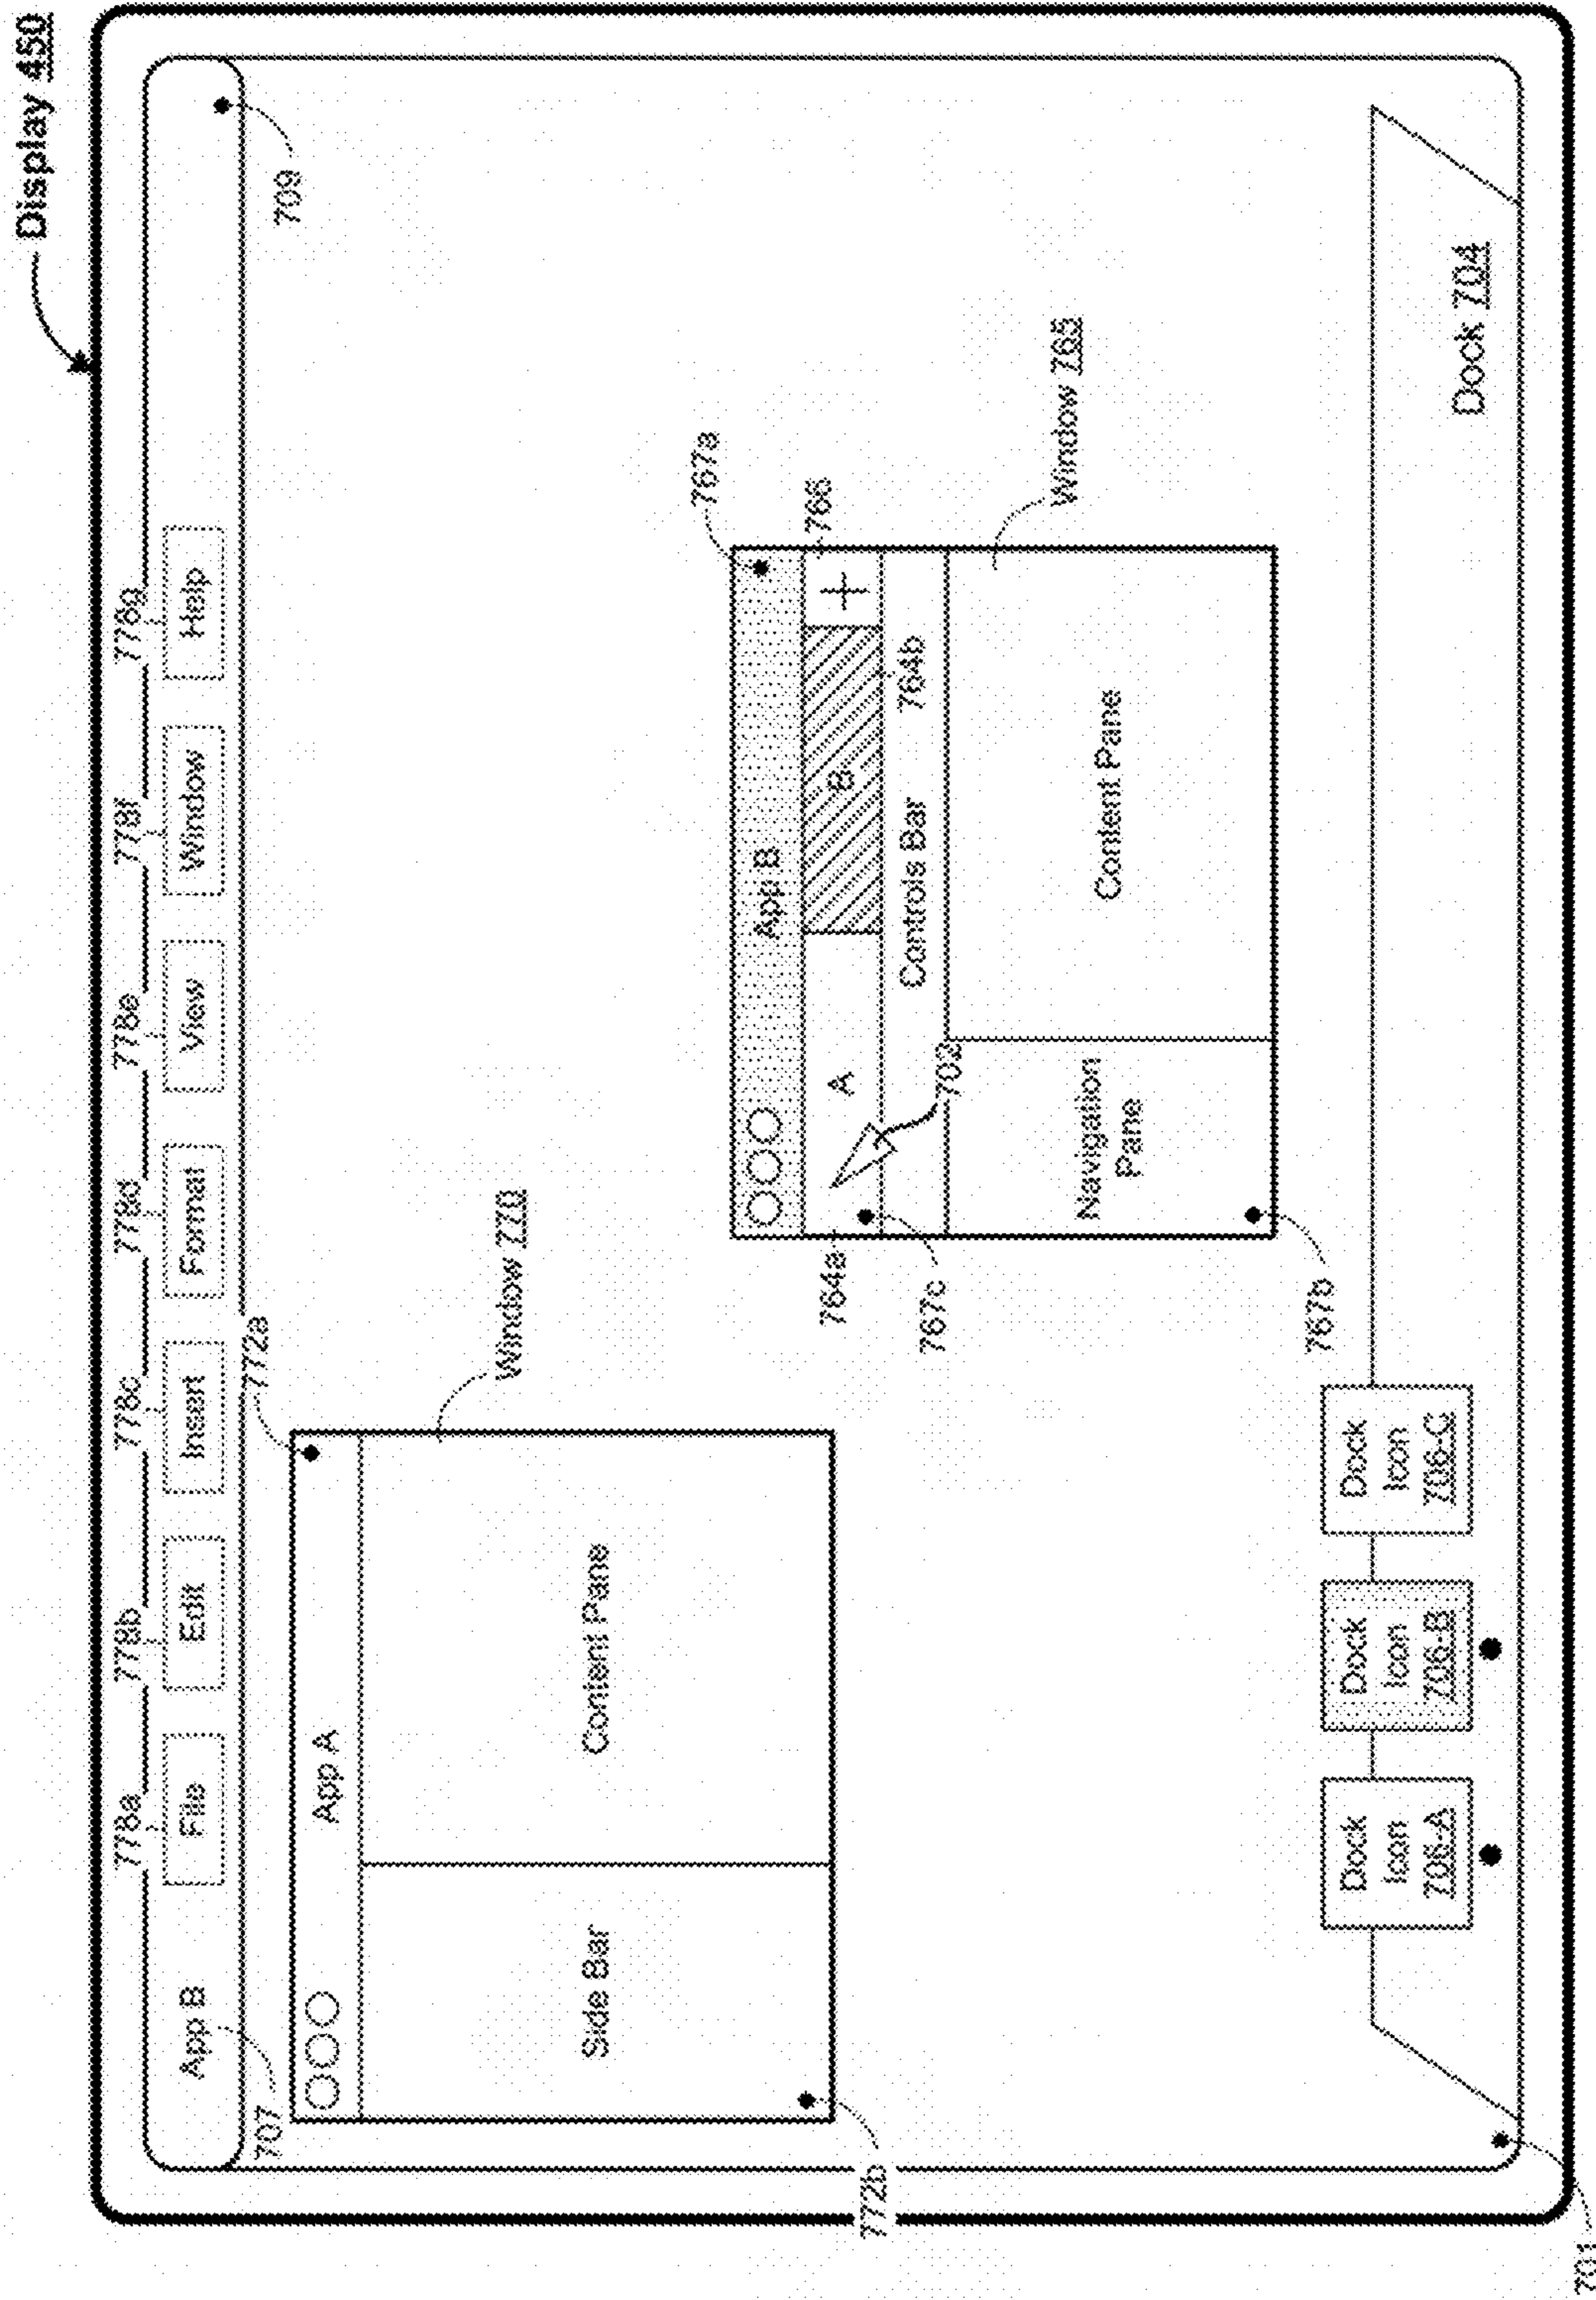 Display 450
778a
778b
778c
778d
778e
778f
778g
App B
File
Edit
Insert
Format
View
Window
Help
707
772a
709
App A
Side Bar
Content Pane
Window 770
772b
767a
App B
A
B
766
764a
764b
Controls Bar
702
767c
Navigation
Pane
Content Pane
Window 765
767b
Dock
Icon
706-A
Dock
Icon
706-B
Dock
Icon
706-C
Dock 704
701